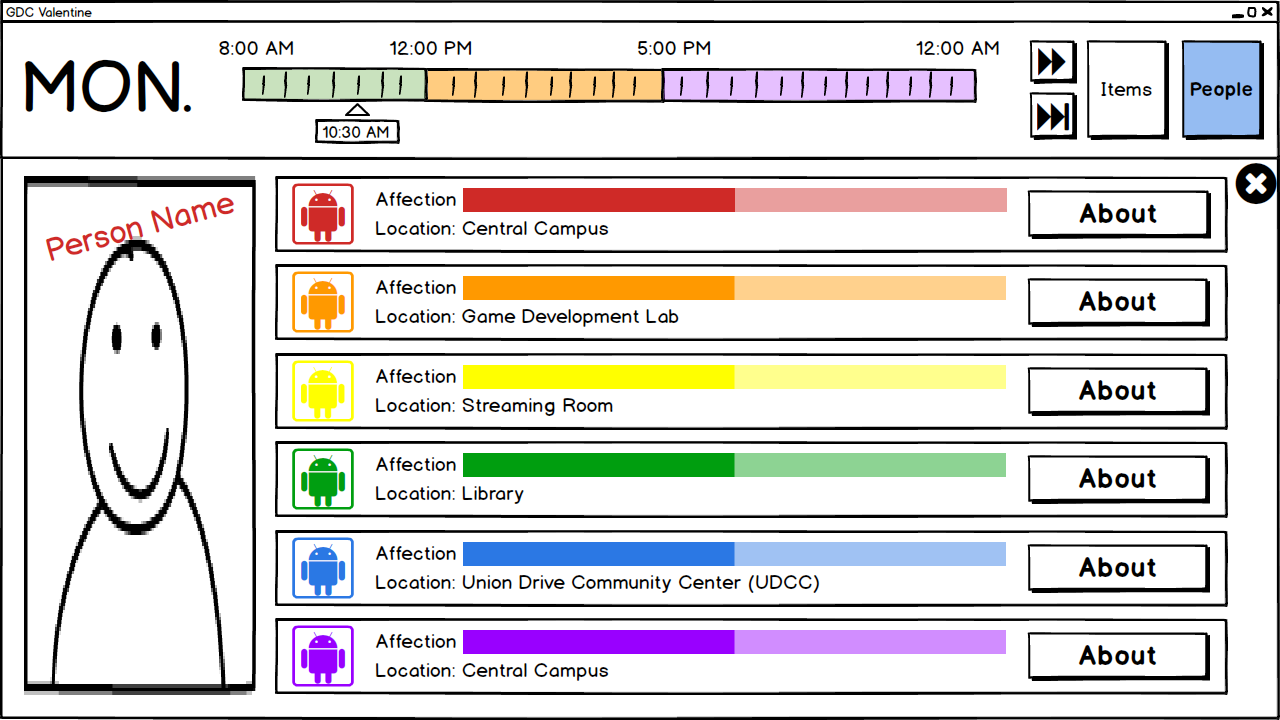 GDC Valentine
MON.
8:00 AM 12:00 PM 5:00 PM 12:00 AM
10:30 AM
Items
People
Person Name
Affection
Location: Central Campus
About
Affection
Location: Game Development Lab
About
Affection
Location: Streaming Room
About
Affection
Location: Library
About
Affection
Location: Union Drive Community Center (UDCC)
About
Affection
Location: Central Campus
About